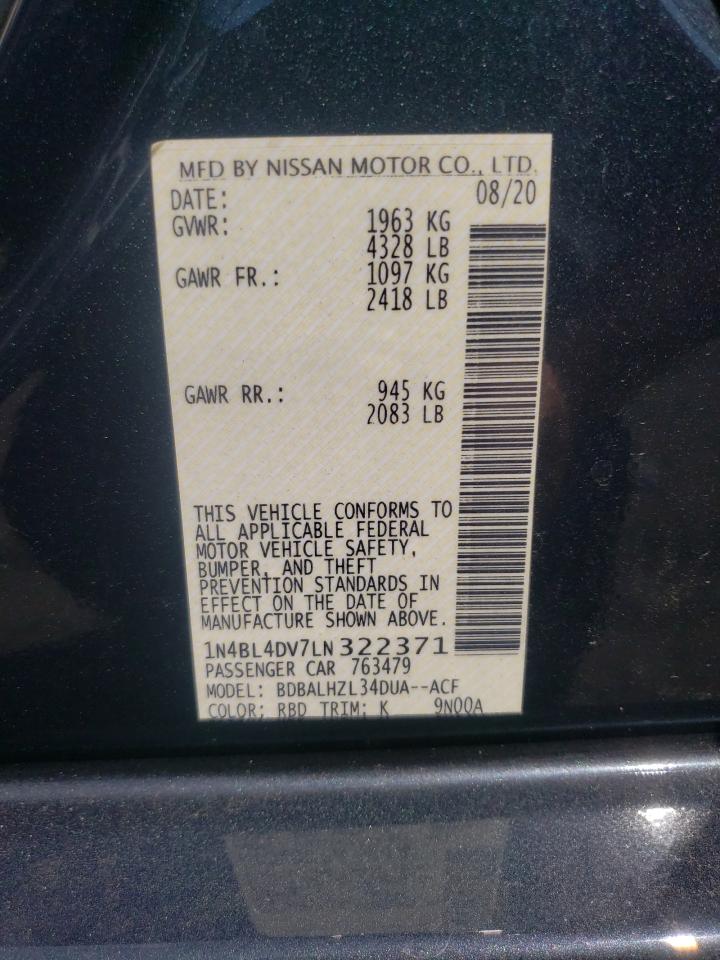 MFD BY NISSAN MOTOR CO., LTD.
DATE: 08/20
GVWR: 1963 KG
4328 LB
GAWR FR.: 1097 KG
2418 LB
GAWR RR.: 945 KG
2083 LB
THIS VEHICLE CONFORMS TO
ALL APPLICABLE FEDERAL
MOTOR VEHICLE SAFETY,
BUMPER, AND THEFT
PREVENTION STANDARDS IN
EFFECT ON THE DATE OF
MANUFACTURE SHOWN ABOVE.
1N4BL4DV7LN322371
PASSENGER CAR 763479
MODEL: BDBALHZL34DUA--ACF
COLOR: RBD TRIM: K 9NOOA